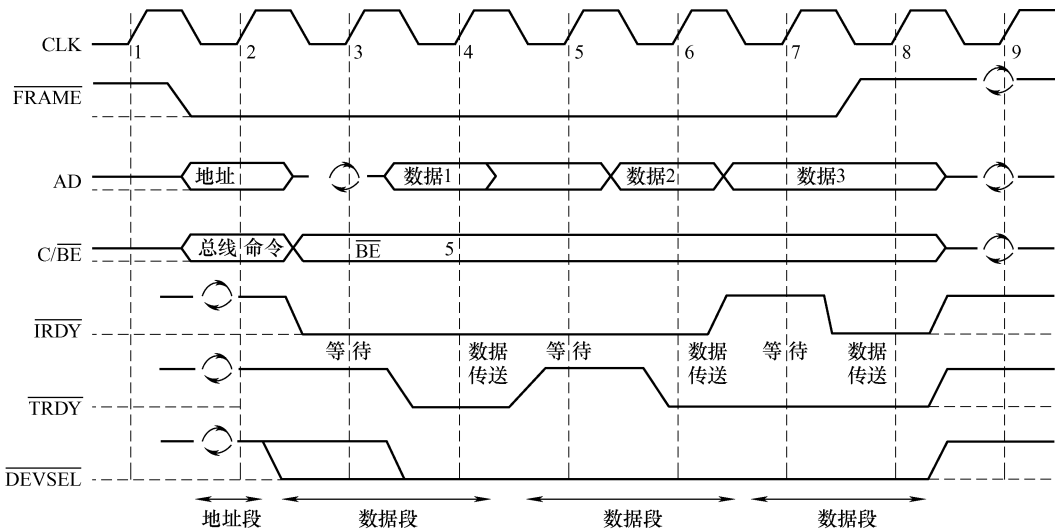 CLK
1 2 3 4 5 6 7 8 9
FRAME
AD
地址 数据1 数据2 数据3
C/BE
总线 命令 BE 5
IRDY
等待 数据传送 等待 数据传送 等待 数据传送
TRDY
DEVSEL
地址段 数据段 数据段 数据段